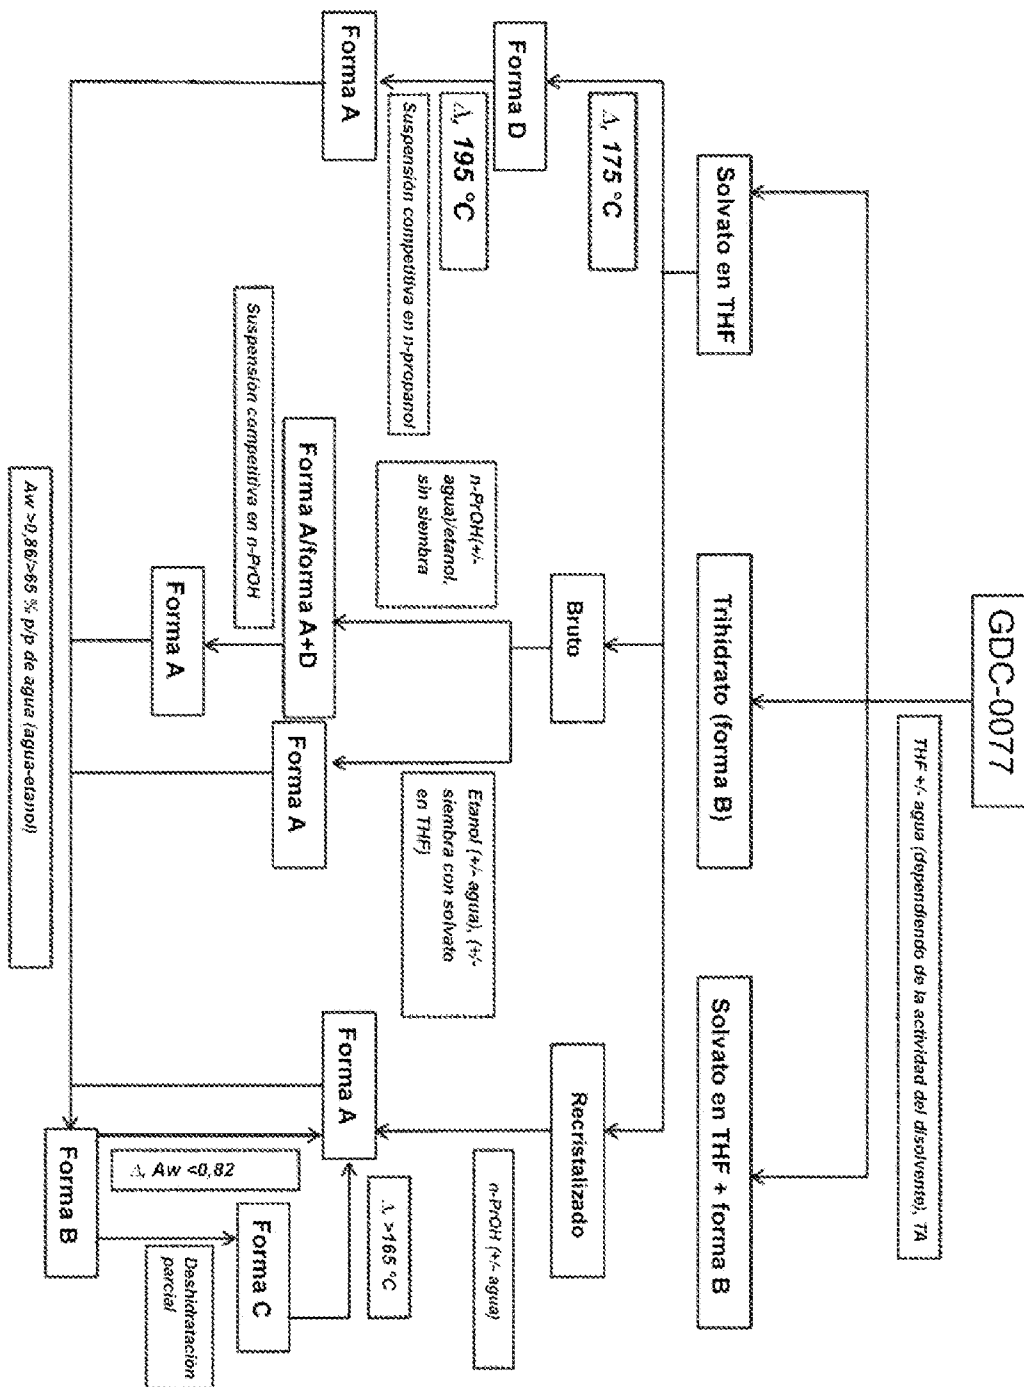 GDC-0077
THF +/- agua (dependiendo de la actividad del disolvente), TA
Solvato en THF
Trihidrato (forma B)
Solvato en THF + forma B
Δ, 175 °C
Forma D
Bruto
Recristalizado
Δ, 195 °C
Suspensión competitiva en n-propanol
n-PrOH(+/-
agua)/etanol,
sin siembra
Etanol (+/- agua), (+/-
siembra con solvato
en THF)
n-PrOH (+/- agua)
Forma A
Forma A/forma A+D
Forma A
Forma A
Δ >165 °C
Suspensión competitiva en n-PrOH
Forma A
Forma C
Δ, Aw <0,82
Deshidratación
parcial
Forma B
Aw >0,86/>65 % p/p de agua (agua-etanol)